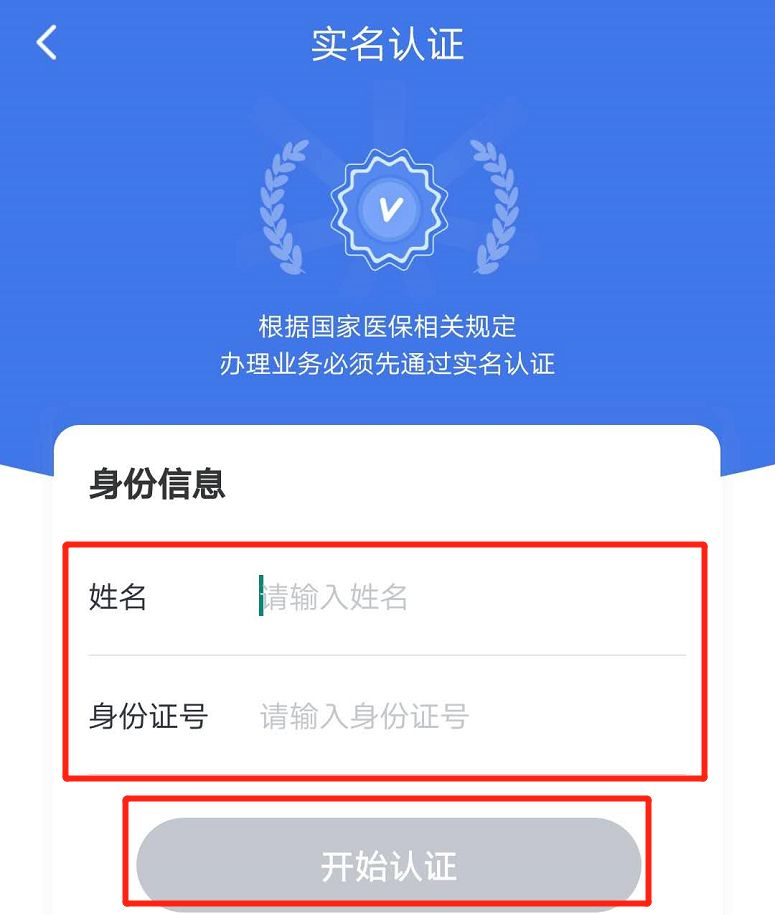 实名认证
根据国家医保相关规定
办理业务必须先通过实名认证
身份信息
姓名 请输入姓名
身份证号 请输入身份证号
开始认证